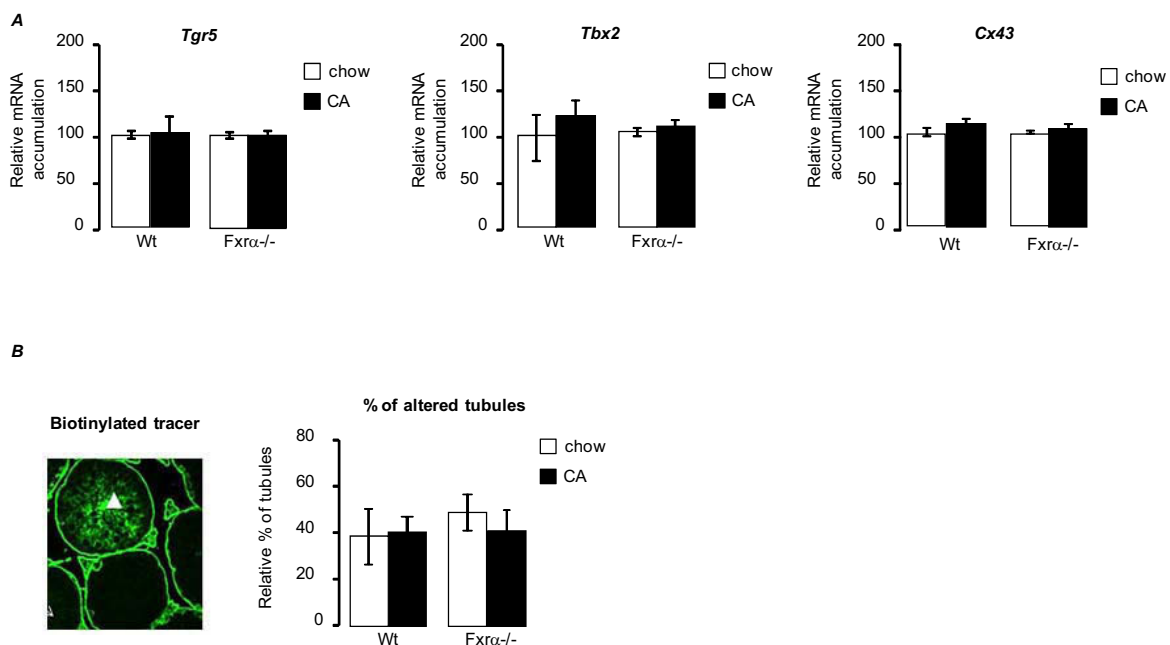 A
Tgr5
200
150
100
50
0
Relative mRNA
accumulation
chow
CA
Wt
Fxrα-/-
Tbx2
200
150
100
50
0
Relative mRNA
accumulation
chow
CA
Wt
Fxrα-/-
Cx43
200
150
100
50
0
Relative mRNA
accumulation
chow
CA
Wt
Fxrα-/-
B
Biotinylated tracer
% of altered tubules
80
60
40
20
0
Relative % of tubules
chow
CA
Wt
Fxrα-/-